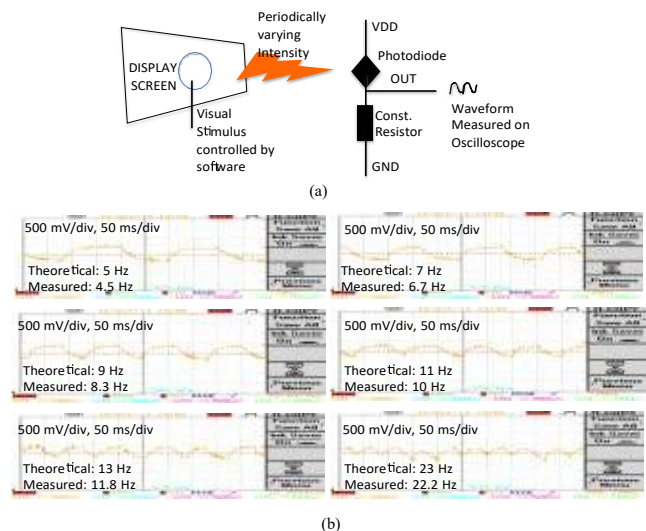 Periodically
varying
Intensity
VDD
Photodiode
DISPLAY
SCREEN
OUT
Visual
Stimulus
controlled by
software
Const.
Resistor
Waveform
Measured on
Oscilloscope
GND
(a)
500 mV/div, 50 ms/div
Theoretical: 5 Hz
Measured: 4.5 Hz
500 mV/div, 50 ms/div
Theoretical: 7 Hz
Measured: 6.7 Hz
500 mV/div, 50 ms/div
Theoretical: 9 Hz
Measured: 8.3 Hz
500 mV/div, 50 ms/div
Theoretical: 11 Hz
Measured: 10 Hz
500 mV/div, 50 ms/div
Theoretical: 13 Hz
Measured: 11.8 Hz
500 mV/div, 50 ms/div
Theoretical: 23 Hz
Measured: 22.2 Hz
(b)